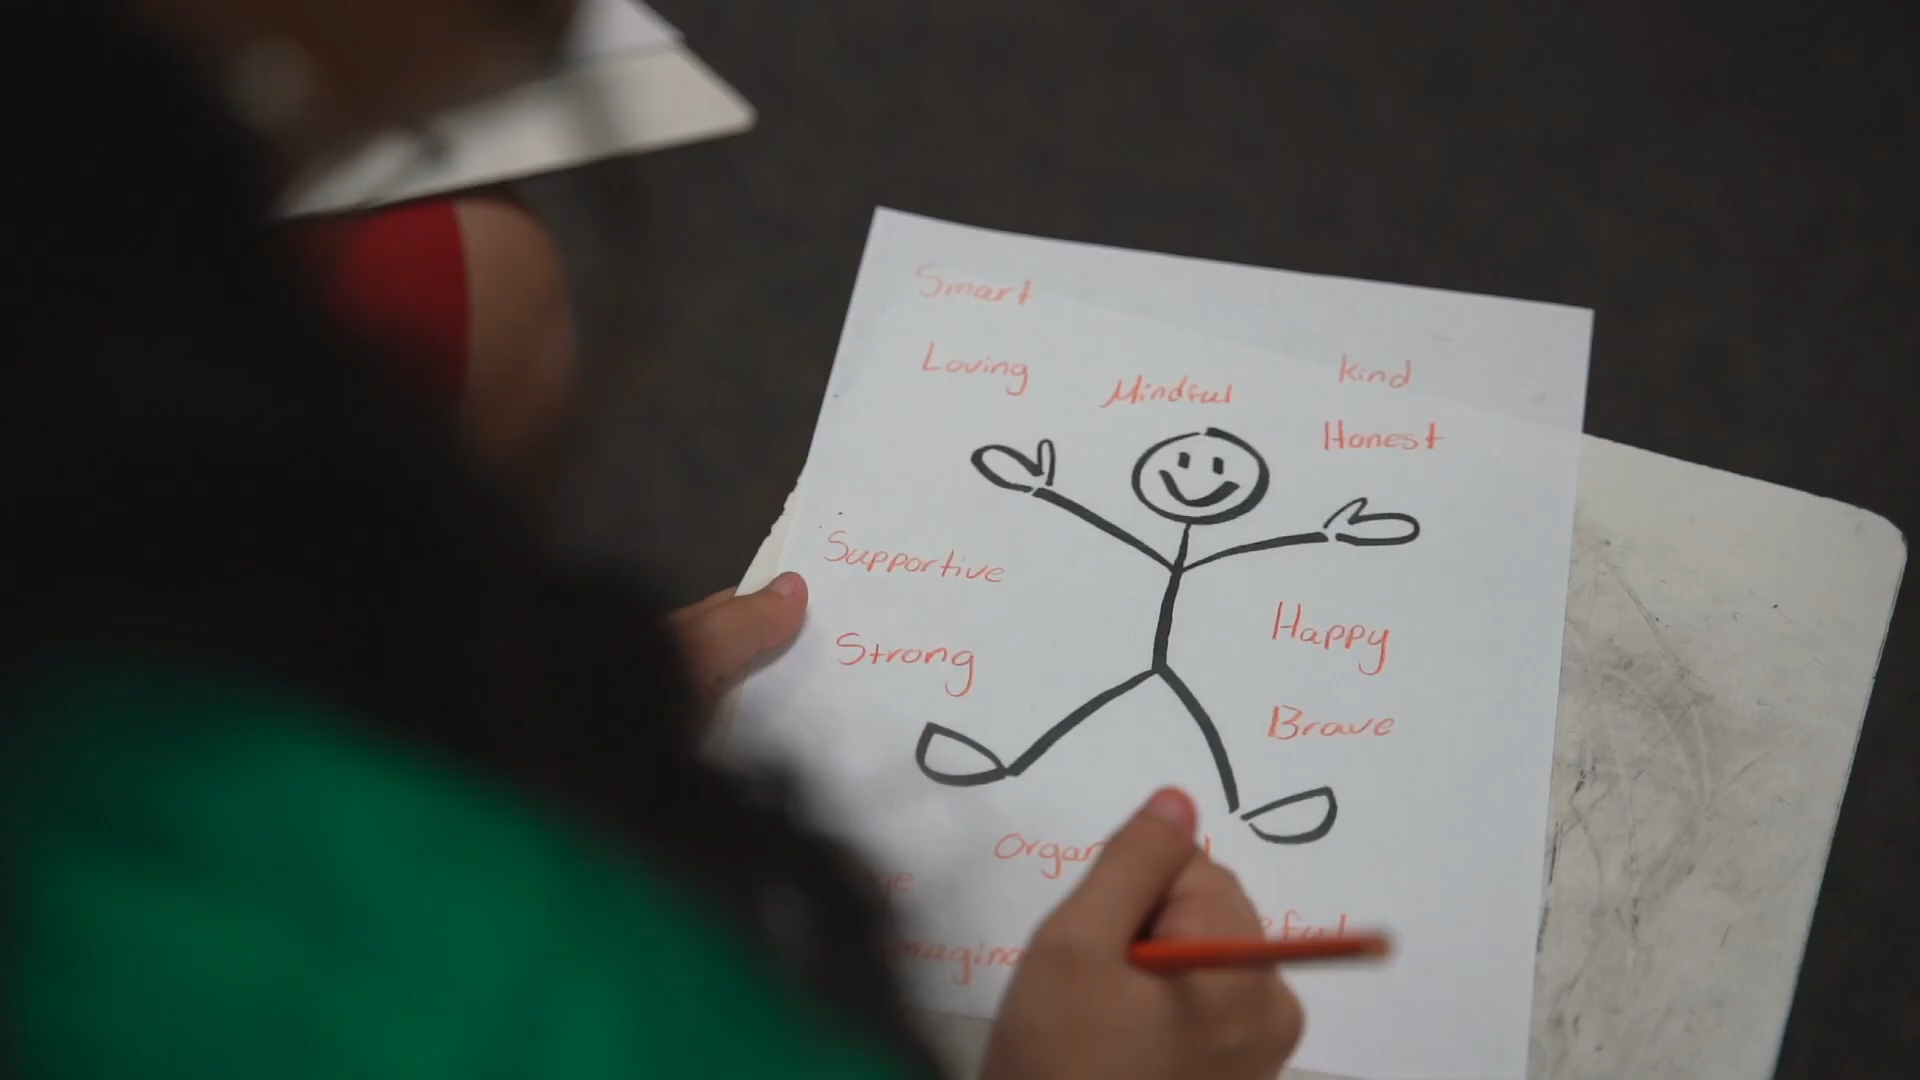 Smart
Loving
Mindful
kind
Honest
Supportive
Strong
Happy
Brave